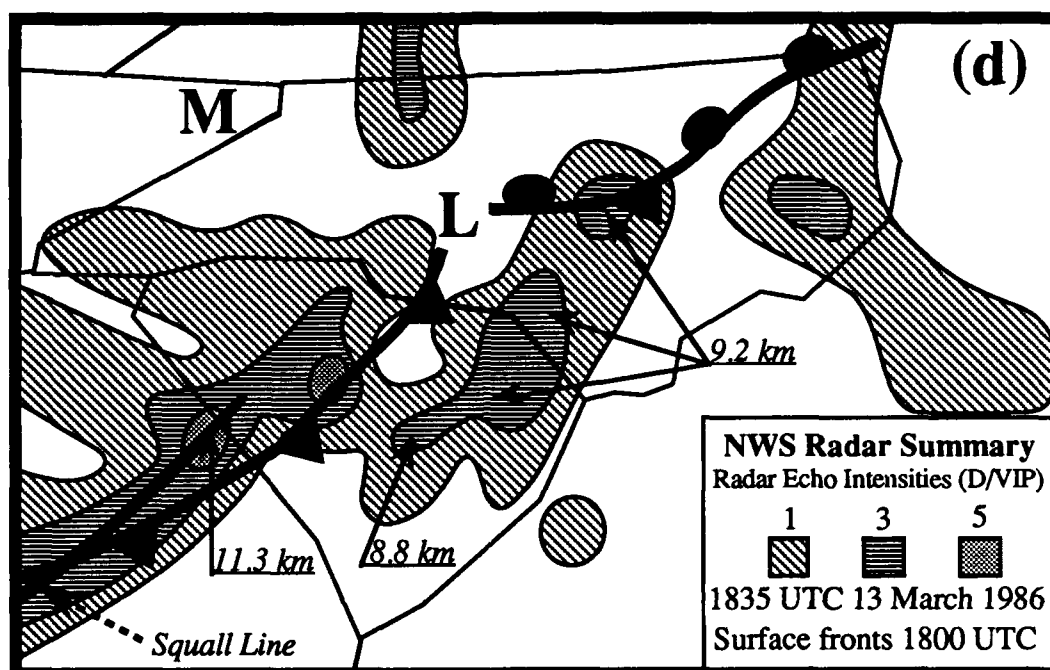 (d)
M
L
9.2 km
11.3 km
8.8 km
Squall Line
NWS Radar Summary
Radar Echo Intensities (D/VIP)
1 3 5
1835 UTC 13 March 1986
Surface fronts 1800 UTC